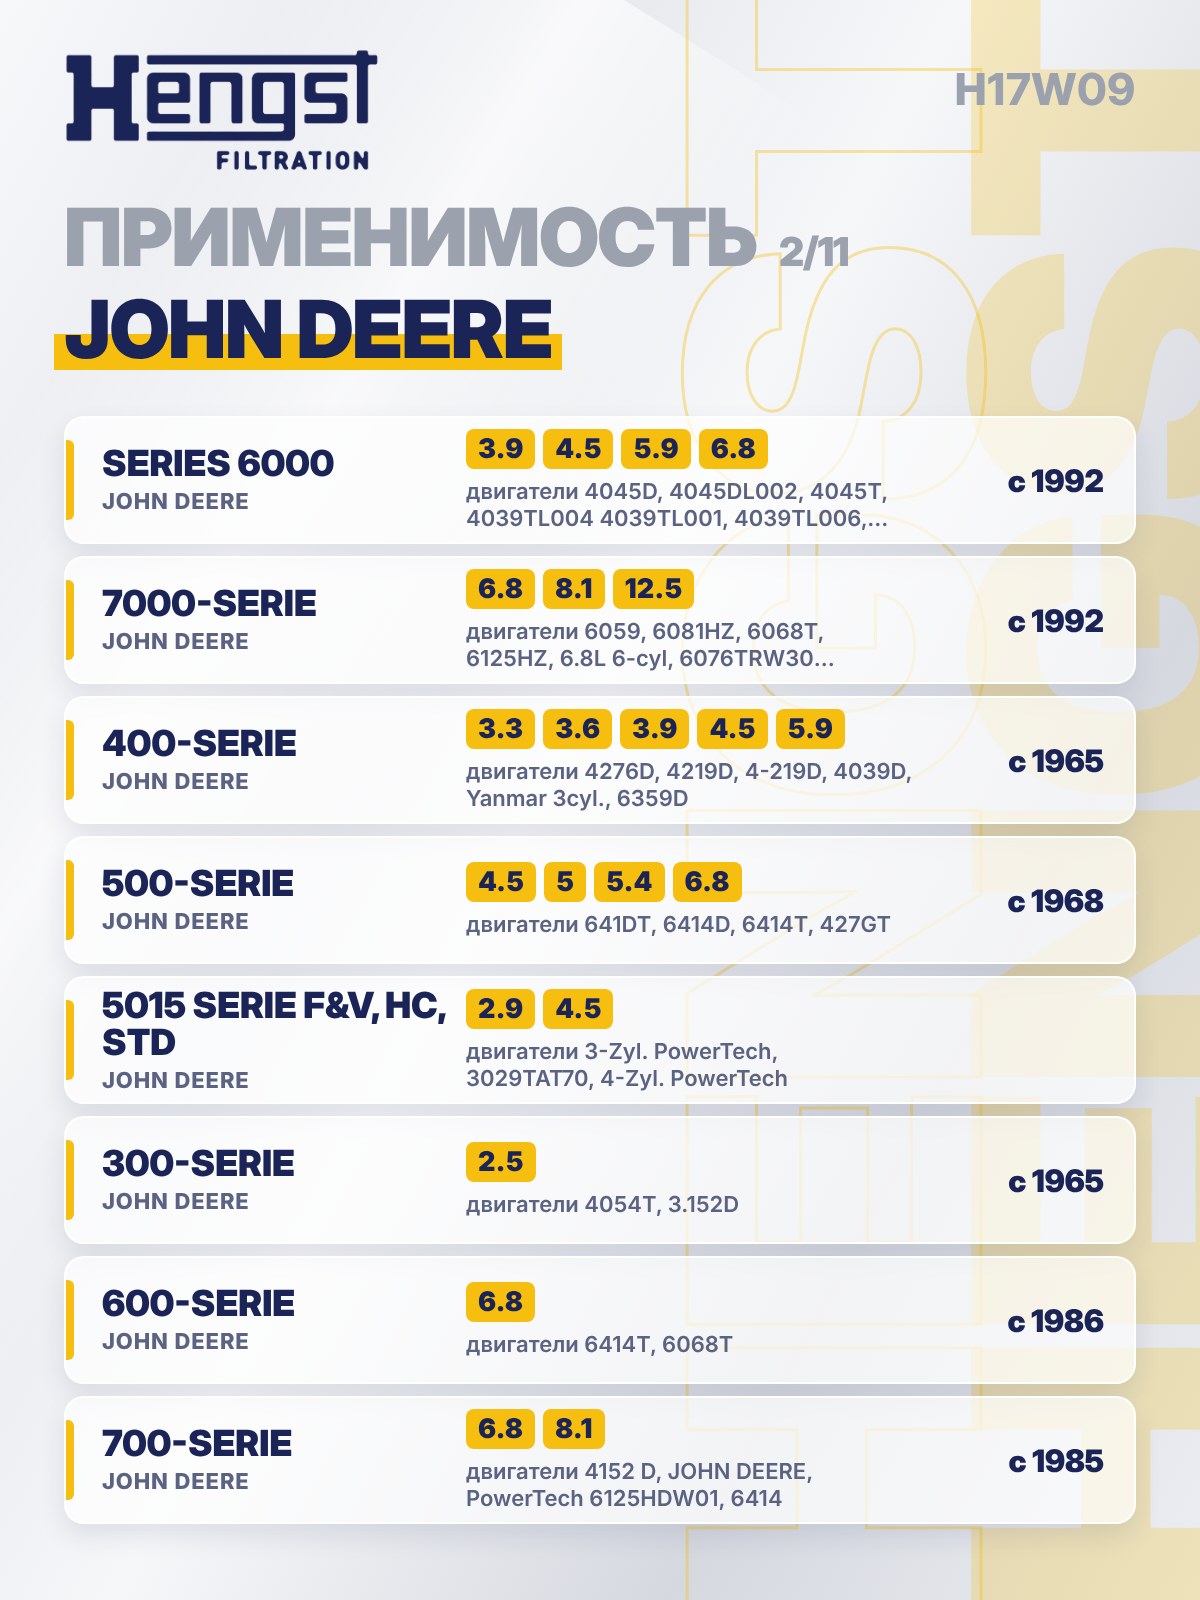 Hengst
FILTRATION
H17W09
ПРИМЕНИМОСТЬ 2/11
JOHN DEERE
SERIES 6000
JOHN DEERE
3.9 4.5 5.9 6.8
двигатели 4045D, 4045DL002, 4045T,
4039TL004 4039TL001, 4039TL006,...
с 1992
7000-SERIE
JOHN DEERE
6.8 8.1 12.5
двигатели 6059, 6081HZ, 6068T,
6125HZ, 6.8L 6-cyl, 6076TRW30...
с 1992
400-SERIE
JOHN DEERE
3.3 3.6 3.9 4.5 5.9
двигатели 4276D, 4219D, 4-219D, 4039D,
Yanmar 3cyl., 6359D
с 1965
500-SERIE
JOHN DEERE
4.5 5 5.4 6.8
двигатели 641DT, 6414D, 6414T, 427GT
с 1968
5015 SERIE F&V, HC,
STD
JOHN DEERE
2.9 4.5
двигатели 3-Zyl. PowerTech,
3029TAT70, 4-Zyl. PowerTech
300-SERIE
JOHN DEERE
2.5
двигатели 4054T, 3.152D
с 1965
600-SERIE
JOHN DEERE
6.8
двигатели 6414T, 6068T
с 1986
700-SERIE
JOHN DEERE
6.8 8.1
двигатели 4152 D, JOHN DEERE,
PowerTech 6125HDW01, 6414
с 1985
HENGST
HENGST